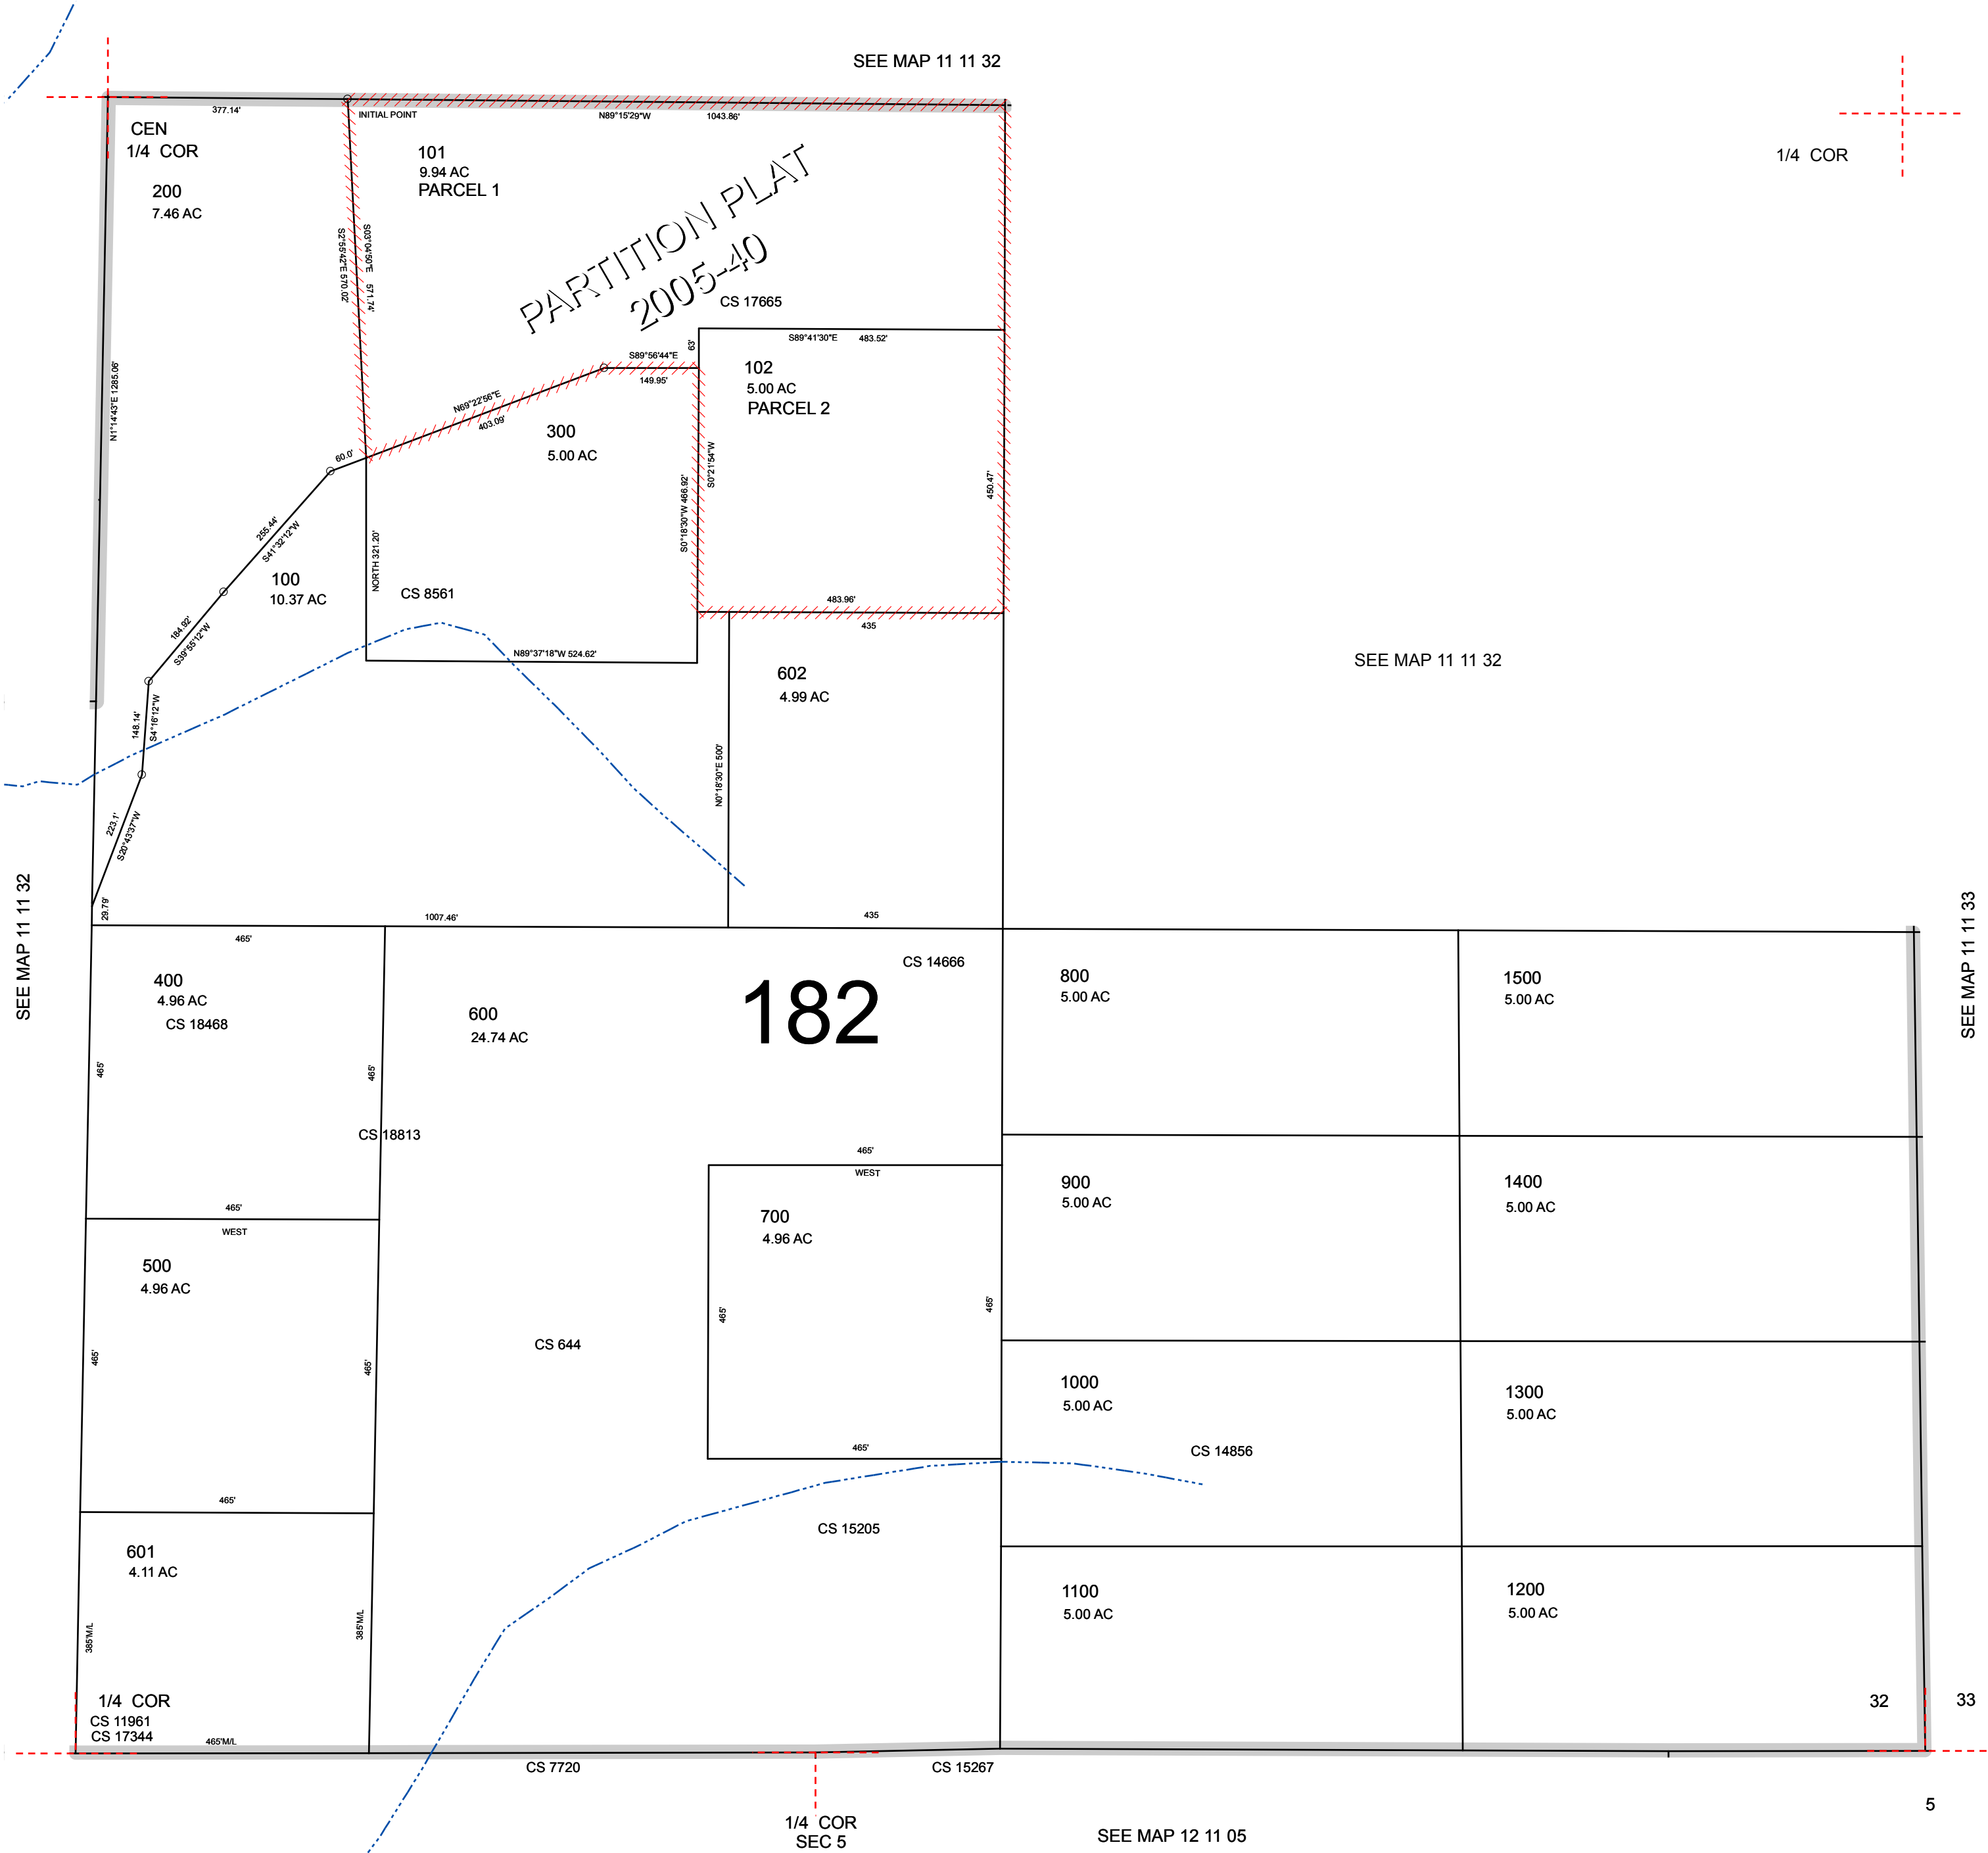 SEE MAP 11 11 32
377.14'
INITIAL POINT
N89°15'29"W
1043.86'
CEN
1/4 COR
1/4 COR
101
9.94 AC
PARCEL 1
200
7.46 AC
PARTITION PLAT
2005-40
CS 17665
S2°55'42"E 570.02'
S03°04'50"E 571.74'
N1°14'43"E 1285.06'
S89°41'30"E
483.52'
63'
S89°56'44"E
149.95'
102
5.00 AC
PARCEL 2
N69°22'56"E
403.09'
300
5.00 AC
60.0'
S0°21'54"W
S0°18'30"W 466.92'
450.47'
255.44'
S41°32'12"W
NORTH 321.20'
100
10.37 AC
CS 8561
483.96'
435
184.92'
S39°55'12"W
N89°37'18"W 524.62'
602
4.99 AC
SEE MAP 11 11 32
148.14'
S4°16'12"W
N0°18'30"E 500'
223.1'
S20°43'37"W
29.79'
1007.46'
435
SEE MAP 11 11 32
SEE MAP 11 11 33
465'
400
4.96 AC
CS 18468
465'
465'
CS 18813
600
24.74 AC
182
CS 14666
800
5.00 AC
1500
5.00 AC
465'
WEST
465'
WEST
700
4.96 AC
465'
465'
465'
900
5.00 AC
1400
5.00 AC
500
4.96 AC
465'
465'
465'
CS 644
1000
5.00 AC
1300
5.00 AC
CS 14856
CS 15205
601
4.11 AC
385'M/L
385'M/L
1100
5.00 AC
1200
5.00 AC
1/4 COR
CS 11961
CS 17344
465'M/L
32
33
CS 7720
CS 15267
5
1/4 COR
SEC 5
SEE MAP 12 11 05